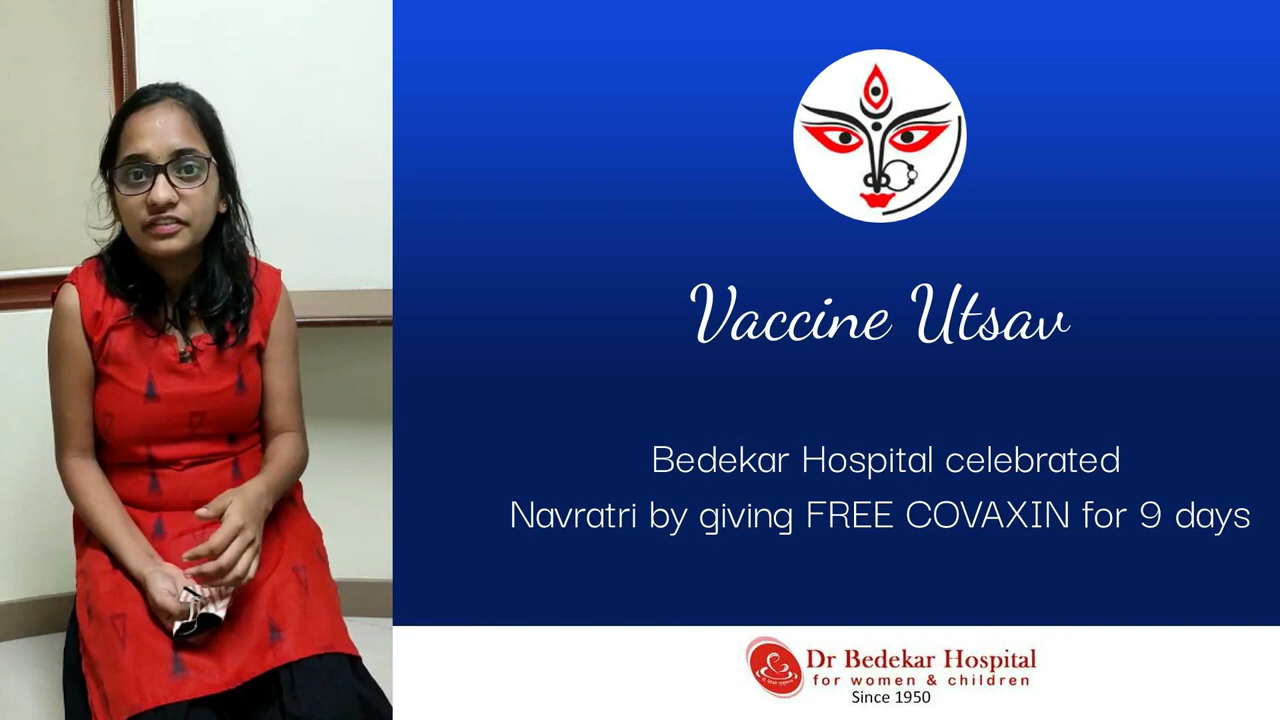 Vaccine Utsav
Bedekar Hospital celebrated
Navratri by giving FREE COVAXIN for 9 days
Dr Bedekar Hospital
for women & children
Since 1950